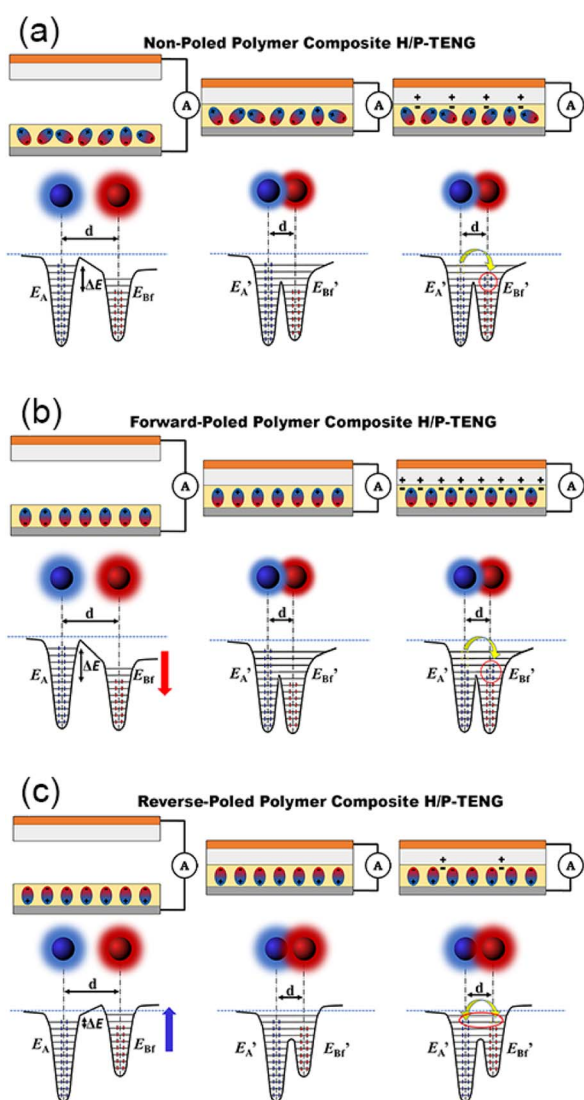 (a)
Non-Poled Polymer Composite H/P-TENG
A
A
+ + + +
- - - -
A
d
d
d
E_A ΔE E_Bf
E_A' E_Bf'
E_A' E_Bf'
(b)
Forward-Poled Polymer Composite H/P-TENG
A
A
+ + + + + + + +
- - - - - - - -
A
d
d
d
E_A ΔE E_Bf
E_A' E_Bf'
E_A' E_Bf'
(c)
Reverse-Poled Polymer Composite H/P-TENG
A
A
+ +
- -
A
d
d
d
E_A ΔE E_Bf
E_A' E_Bf'
E_A' E_Bf'